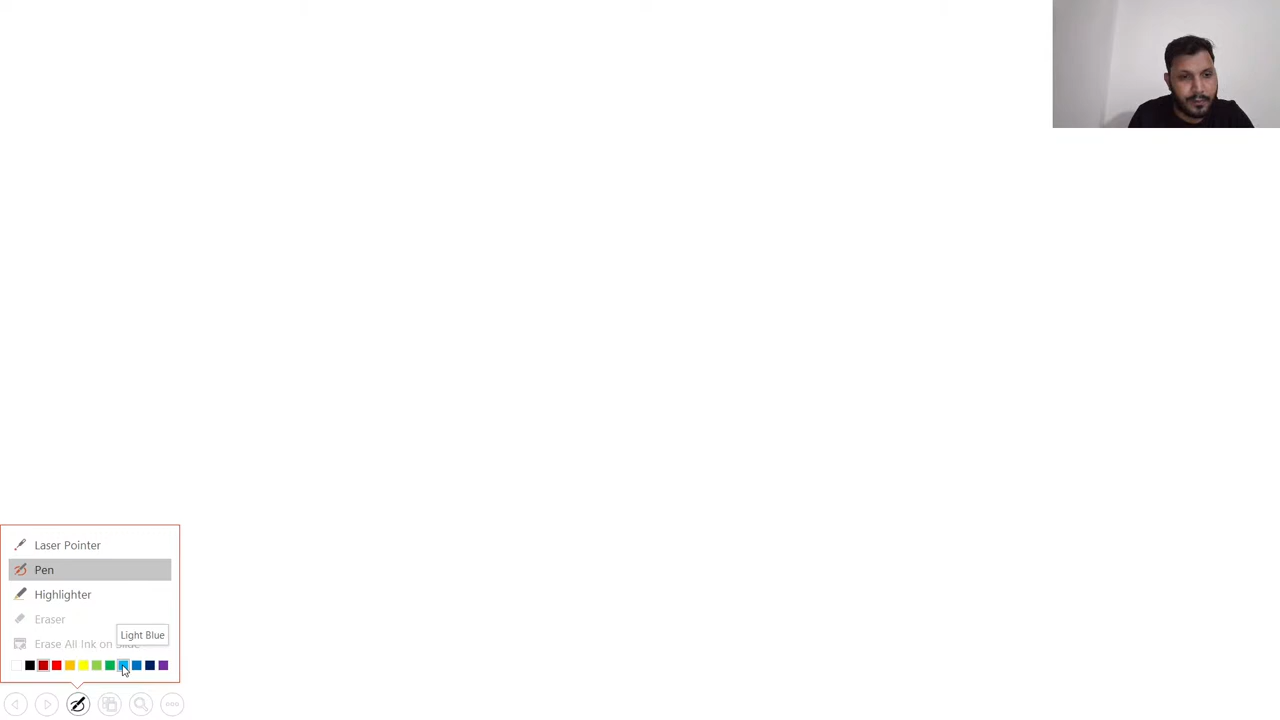 Laser Pointer
Pen
Highlighter
Eraser
Light Blue
Erase All Ink on